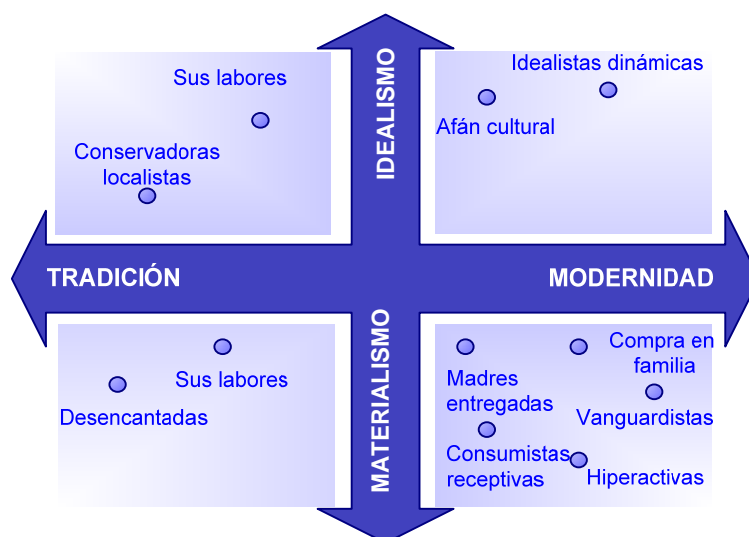 Sus labores
Conservadoras
localistas
IDEALISMO
Idealistas dinámicas
Afán cultural
TRADICIÓN
MODERNIDAD
Sus labores
Desencantadas
MATERIALISMO
Compra en
familia
Madres
entregadas
Vanguardistas
Consumistas
receptivas
Hiperactivas